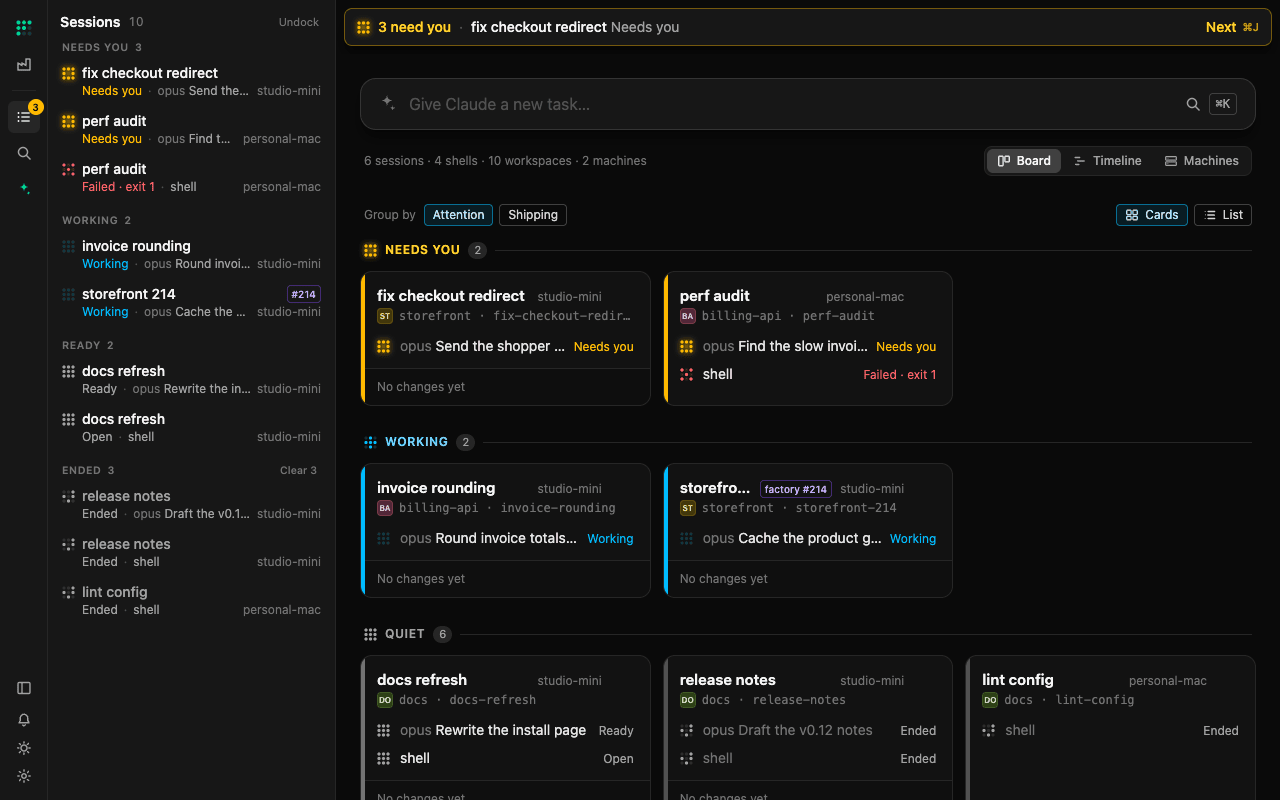 Sessions 10 Undock
NEEDS YOU 3
fix checkout redirect
Needs you · opus Send the... studio-mini
perf audit
Needs you · opus Find t... personal-mac
perf audit
Failed · exit 1 · shell personal-mac
WORKING 2
invoice rounding
Working · opus Round invoi... studio-mini
storefront 214 #214
Working · opus Cache the ... studio-mini
READY 2
docs refresh
Ready · opus Rewrite the in... studio-mini
docs refresh
Open · shell studio-mini
ENDED 3 Clear 3
release notes
Ended · opus Draft the v0.1... studio-mini
release notes
Ended · shell studio-mini
lint config
Ended · shell personal-mac
3
3 need you · fix checkout redirect Needs you Next ⌘J
Give Claude a new task... ⌘K
6 sessions · 4 shells · 10 workspaces · 2 machines Board Timeline Machines
Group by Attention Shipping Cards List
NEEDS YOU 2
fix checkout redirect studio-mini
ST storefront · fix-checkout-redir…
opus Send the shopper ... Needs you
No changes yet
perf audit personal-mac
BA billing-api · perf-audit
opus Find the slow invoi... Needs you
shell Failed · exit 1
WORKING 2
invoice rounding studio-mini
BA billing-api · invoice-rounding
opus Round invoice totals... Working
No changes yet
storefro... factory #214 studio-mini
ST storefront · storefront-214
opus Cache the product g... Working
No changes yet
QUIET 6
docs refresh studio-mini
DO docs · docs-refresh
opus Rewrite the install page Ready
shell Open
No changes yet
release notes studio-mini
DO docs · release-notes
opus Draft the v0.12 notes Ended
shell Ended
No changes yet
lint config personal-mac
DO docs · lint-config
shell Ended